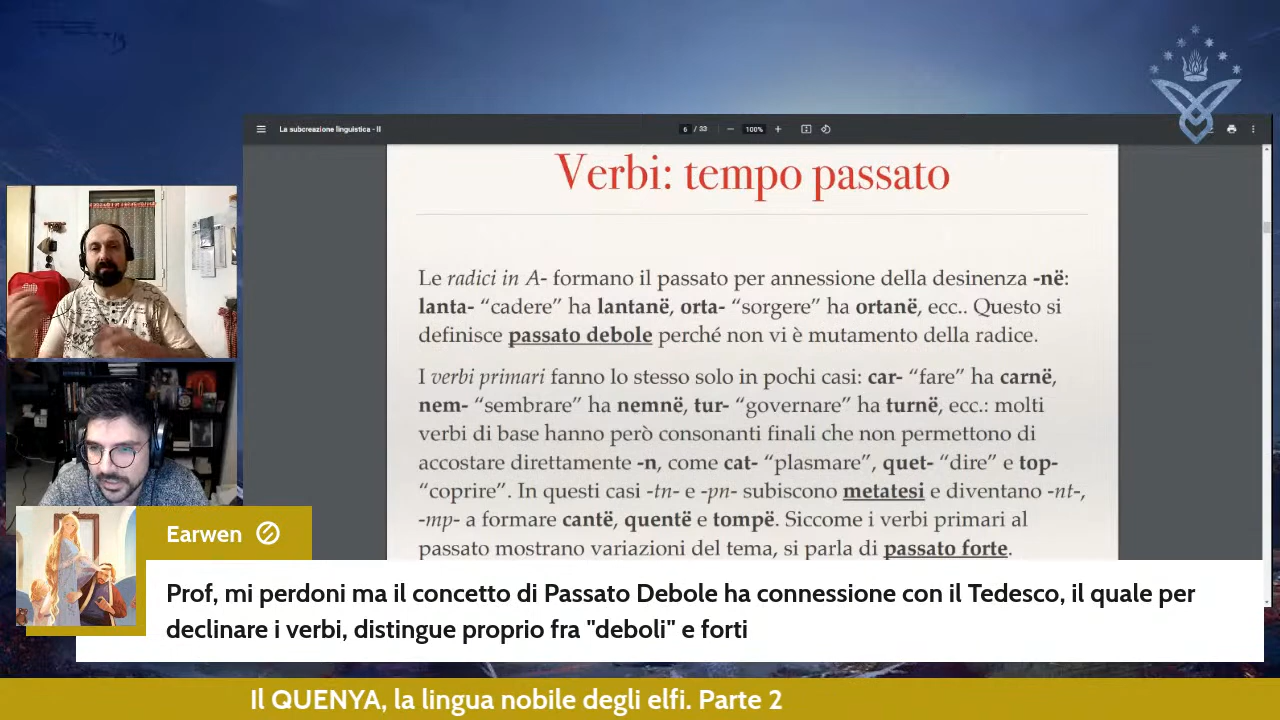 La subcreazione linguistica - II
6 / 33
100%
Verbi: tempo passato
Le radici in A- formano il passato per annessione della desinenza -në:
lanta- “cadere” ha lantanë, orta- “sorgere” ha ortanë, ecc.. Questo si
definisce passato debole perché non vi è mutamento della radice.
I verbi primari fanno lo stesso solo in pochi casi: car- “fare” ha carnë,
nem- “sembrare” ha nemnë, tur- “governare” ha turnë, ecc.: molti
verbi di base hanno però consonanti finali che non permettono di
accostare direttamente -n, come cat- “plasmare”, quet- “dire” e top-
“coprire”. In questi casi -tn- e -pn- subiscono metatesi e diventano -nt-,
-mp- a formare cantë, quentë e tompë. Siccome i verbi primari al
passato mostrano variazioni del tema, si parla di passato forte.
Earwen
Prof, mi perdoni ma il concetto di Passato Debole ha connessione con il Tedesco, il quale per
declinare i verbi, distingue proprio fra "deboli" e forti
Il QUENYA, la lingua nobile degli elfi. Parte 2